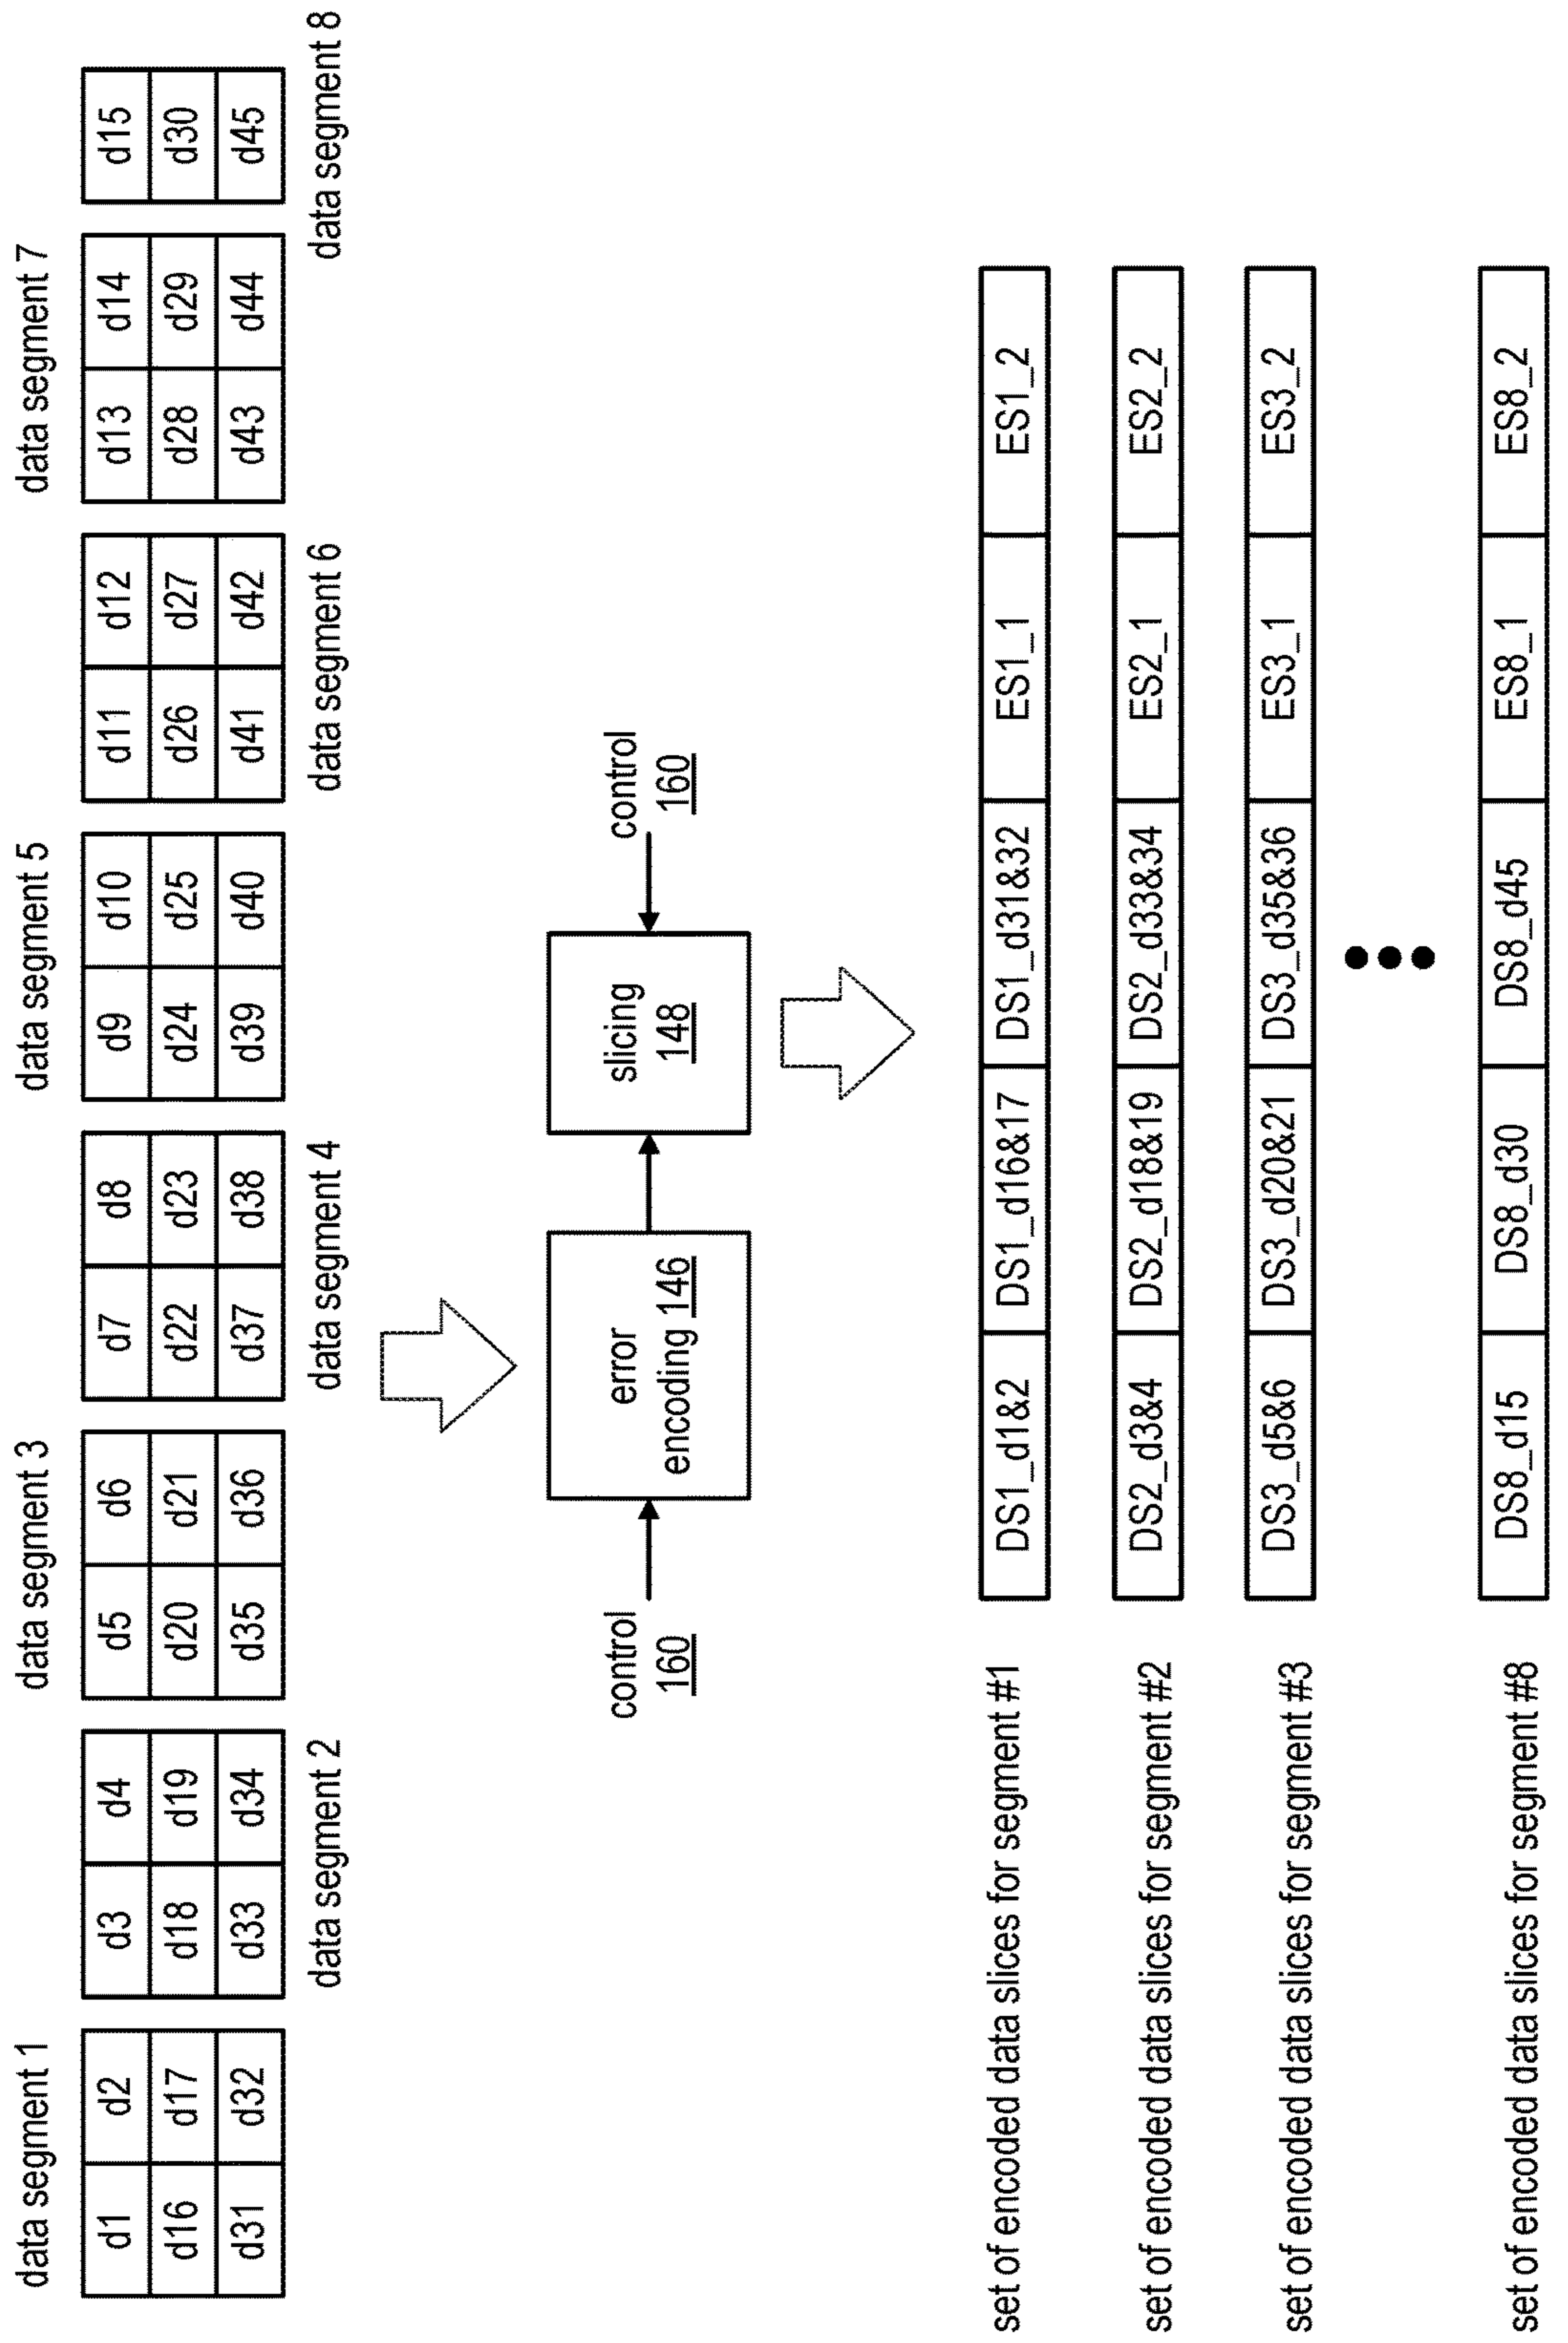 data segment 1
data segment 3
data segment 5
data segment 7
d1 d2 d3 d4 d5 d6 d7 d8 d9 d10 d11 d12 d13 d14 d15
d16 d17 d18 d19 d20 d21 d22 d23 d24 d25 d26 d27 d28 d29 d30
d31 d32 d33 d34 d35 d36 d37 d38 d39 d40 d41 d42 d43 d44 d45
data segment 2
data segment 4
data segment 6
data segment 8
control
160
error
encoding 146
slicing
148
control
160
set of encoded data slices for segment #1
DS1_d1&2 DS1_d16&17 DS1_d31&32 ES1_1 ES1_2
set of encoded data slices for segment #2
DS2_d3&4 DS2_d18&19 DS2_d33&34 ES2_1 ES2_2
set of encoded data slices for segment #3
DS3_d5&6 DS3_d20&21 DS3_d35&36 ES3_1 ES3_2
set of encoded data slices for segment #8
DS8_d15 DS8_d30 DS8_d45 ES8_1 ES8_2